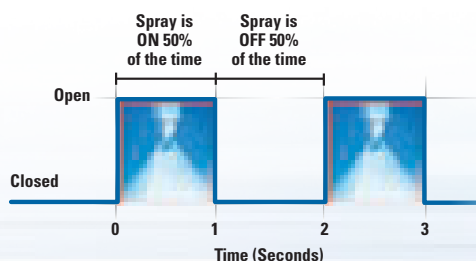 Spray is
ON 50%
of the time
Spray is
OFF 50%
of the time
Open
Closed
0 1 2 3
Time (Seconds)